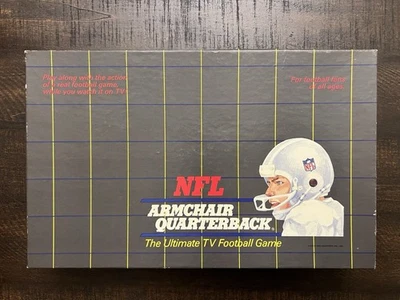 Play along with the action
of a real football game,
while you watch it on TV
For football fans
of all ages.
NFL
ARMCHAIR
QUARTERBACK
The Ultimate TV Football Game
NFL